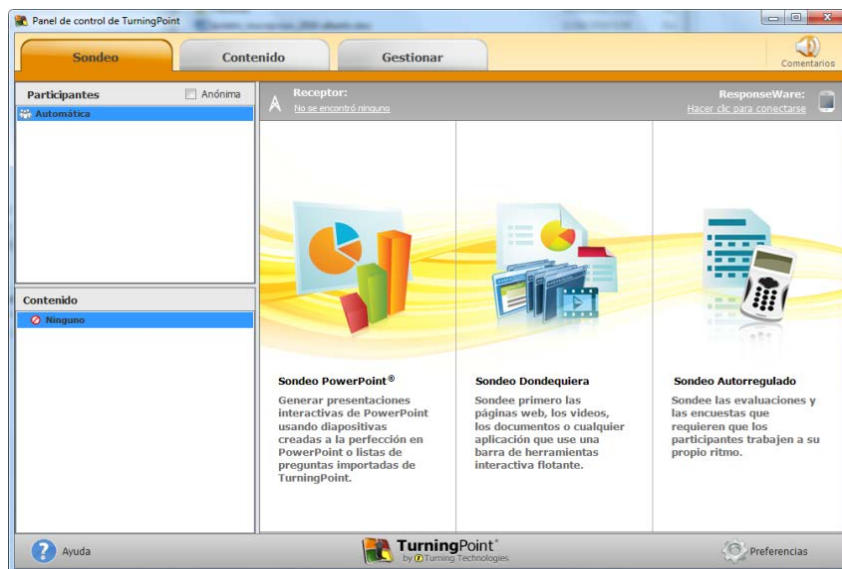 Panel de control de TurningPoint
Sondeo
Contenido
Gestionar
Comentarios
Participantes
Anónima
Automática
Receptor:
No se encontró ninguno
ResponseWare:
Hacer clic para conectarse
Contenido
Ninguno
Sondeo PowerPoint®
Generar presentaciones
interactivas de PowerPoint
usando diapositivas
creadas a la perfección en
PowerPoint o listas de
preguntas importadas de
TurningPoint.
Sondeo Dondequiera
Sondee primero las
páginas web, los videos,
los documentos o cualquier
aplicación que use una
barra de herramientas
interactiva flotante.
Sondeo Autorregulado
Sondee las evaluaciones y
las encuestas que
requieren que los
participantes trabajen a su
propio ritmo.
Ayuda
TurningPoint
by Turning Technologies
Preferencias